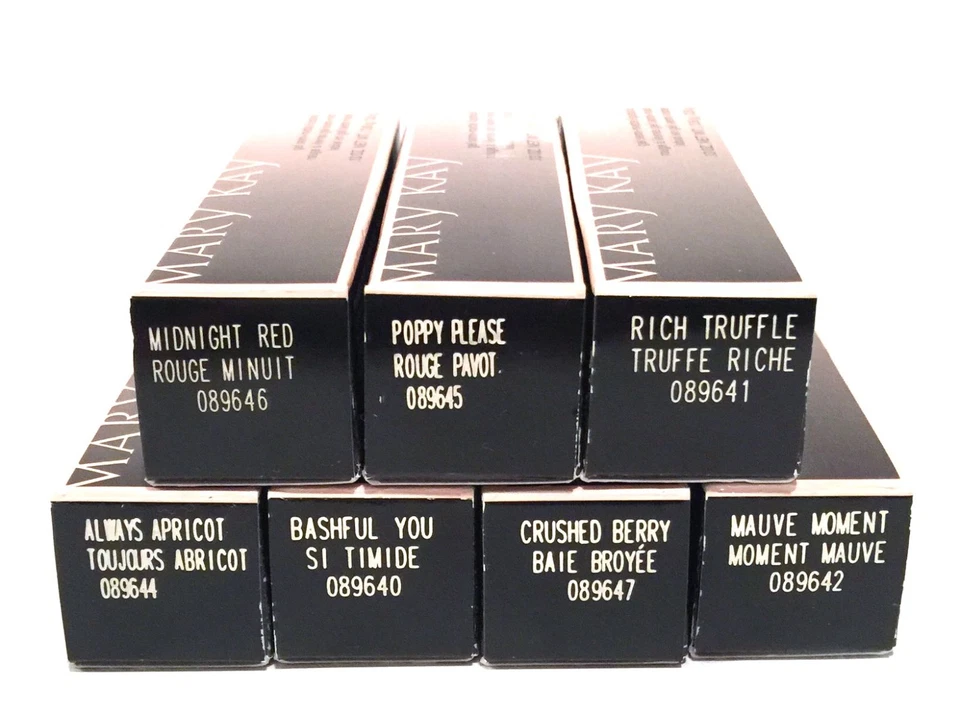 MARY KAY
MARY KAY
MARY KAY
MIDNIGHT RED
ROUGE MINUIT
089646
POPPY PLEASE
ROUGE PAVOT
089645
RICH TRUFFLE
TRUFFE RICHE
089641
MARY
ALWAYS APRICOT
TOUJOURS ABRICOT
089644
BASHFUL YOU
SI TIMIDE
089640
CRUSHED BERRY
BAIE BROYÉE
089647
MAUVE MOMENT
MOMENT MAUVE
089642